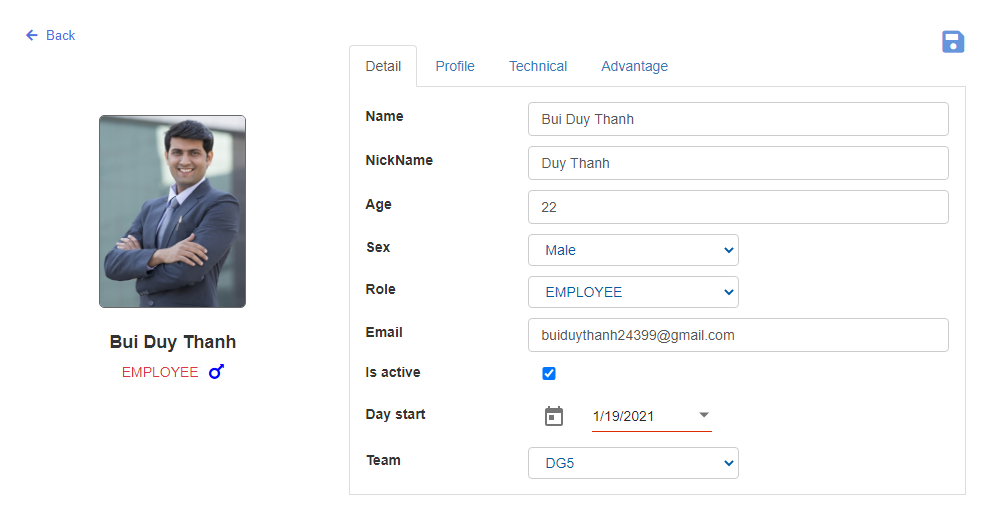 Back
Detail Profile Technical Advantage
Name Bui Duy Thanh
NickName Duy Thanh
Age 22
Sex Male
Role EMPLOYEE
Email buiduythanh24399@gmail.com
Is active
Day start 1/19/2021
Team DG5
Bui Duy Thanh
EMPLOYEE